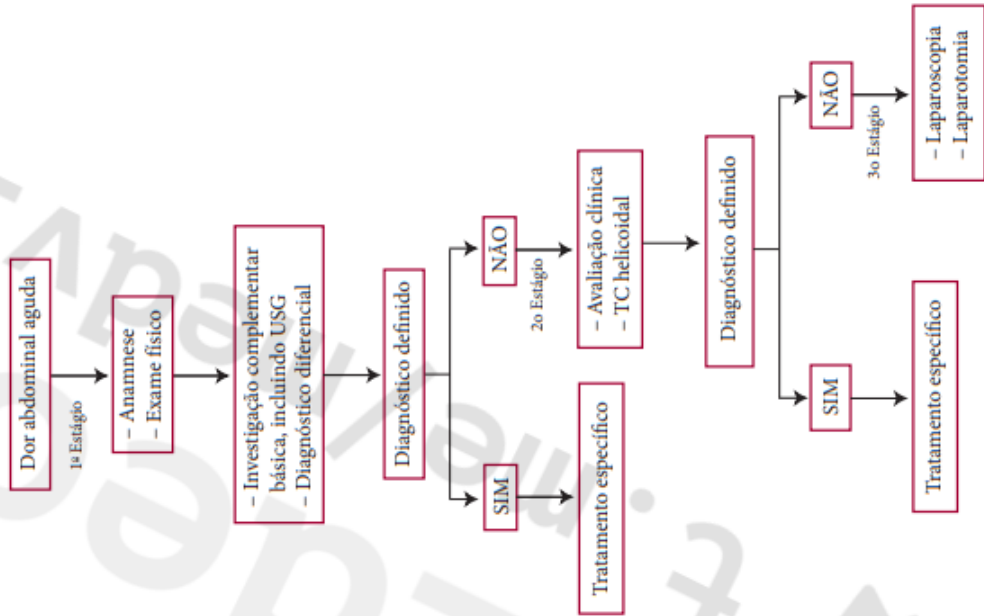 Dor abdominal aguda
1ª Estágio
– Anamnese
– Exame físico
– Investigação complementar
básica, incluindo USG
– Diagnóstico diferencial
Diagnóstico definido
SIM
Tratamento específico
NÃO
2o Estágio
– Avaliação clínica
– TC helicoidal
Diagnóstico definido
SIM
Tratamento específico
NÃO
3o Estágio
– Laparoscopia
– Laparotomia